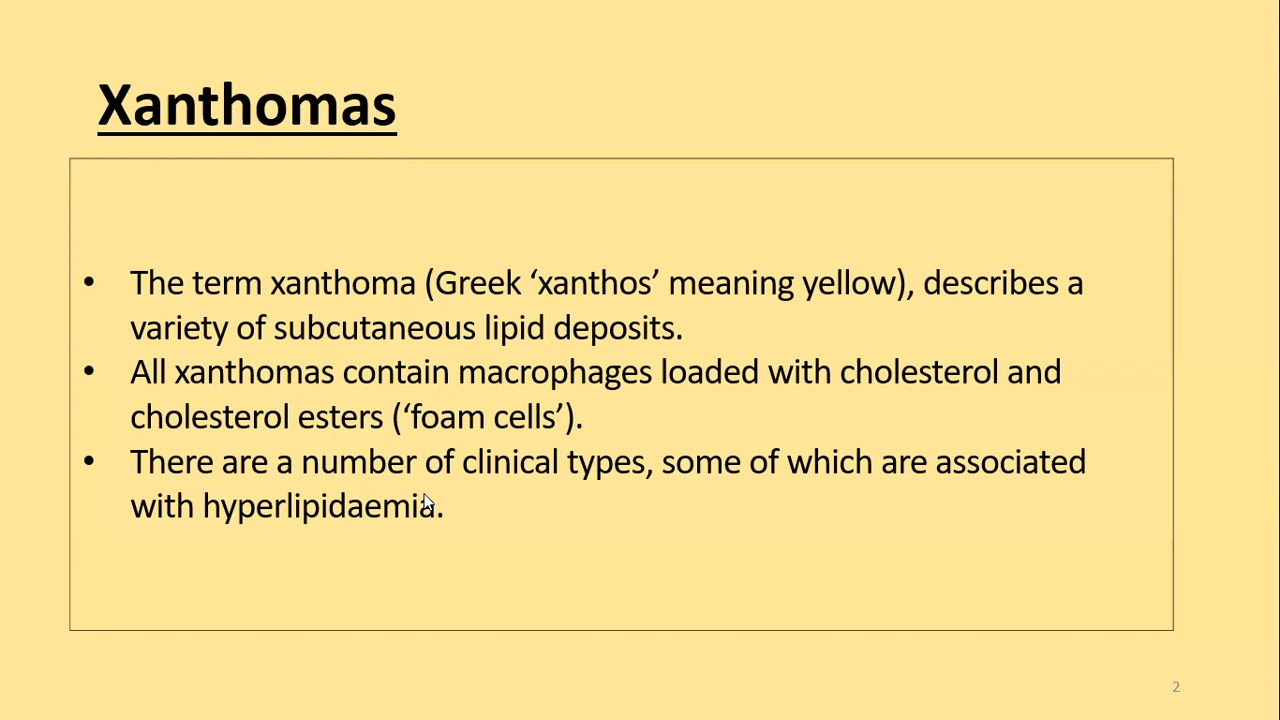 Xanthomas
• The term xanthoma (Greek ‘xanthos’ meaning yellow), describes a
variety of subcutaneous lipid deposits.
• All xanthomas contain macrophages loaded with cholesterol and
cholesterol esters (‘foam cells’).
• There are a number of clinical types, some of which are associated
with hyperlipidaemia.
2